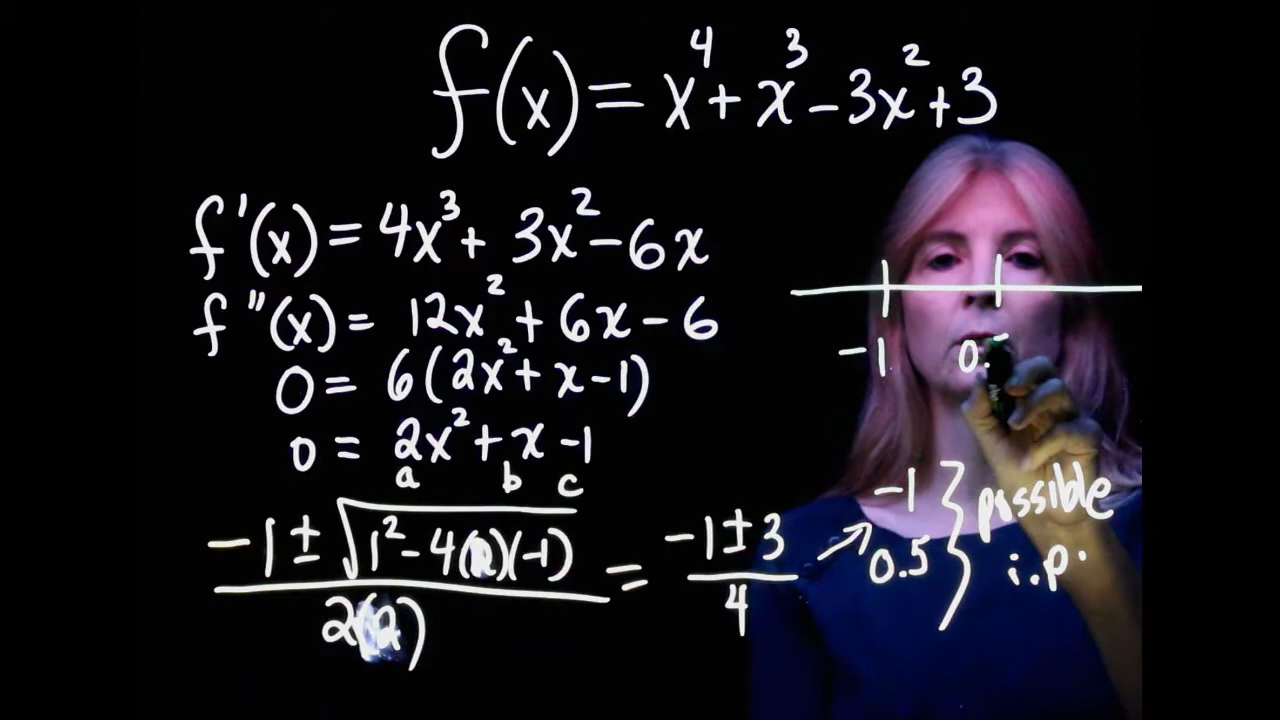 f(x) = x⁴ + x³ - 3x² + 3
f'(x) = 4x³ + 3x² - 6x
f''(x) = 12x² + 6x - 6
0 = 6(2x² + x - 1)
0 = 2x² + x - 1
a b c
(-1 ± √(1² - 4(2)(-1)))/(2(2)) = (-1 ± 3)/4 → -1, 0.5 } possible i.p.
-1 0.5